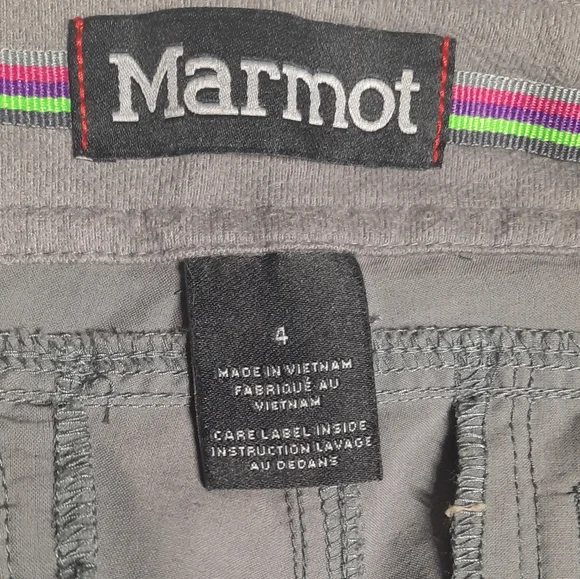 Marmot
4
MADE IN VIETNAM
FABRIQUÉ AU
VIETNAM
CARE LABEL INSIDE
INSTRUCTION LAVAGE
AU DEDANS